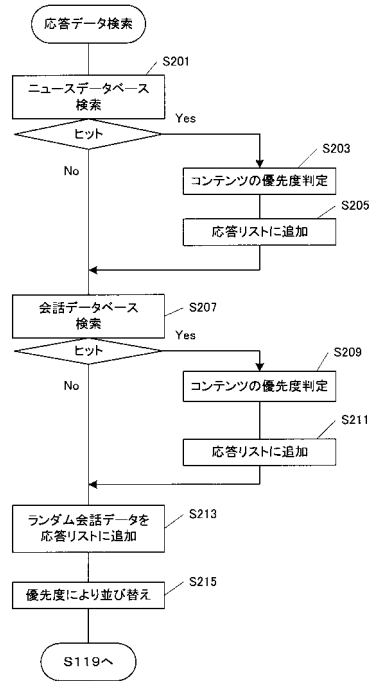 応答データ検索
S201
ニュースデータベース
検索
ヒット
Yes
No
S203
コンテンツの優先度判定
S205
応答リストに追加
会話データベース
検索
S207
ヒット
Yes
No
S209
コンテンツの優先度判定
S211
応答リストに追加
ランダム会話データを
応答リストに追加
S213
優先度により並び替え
S215
S119へ